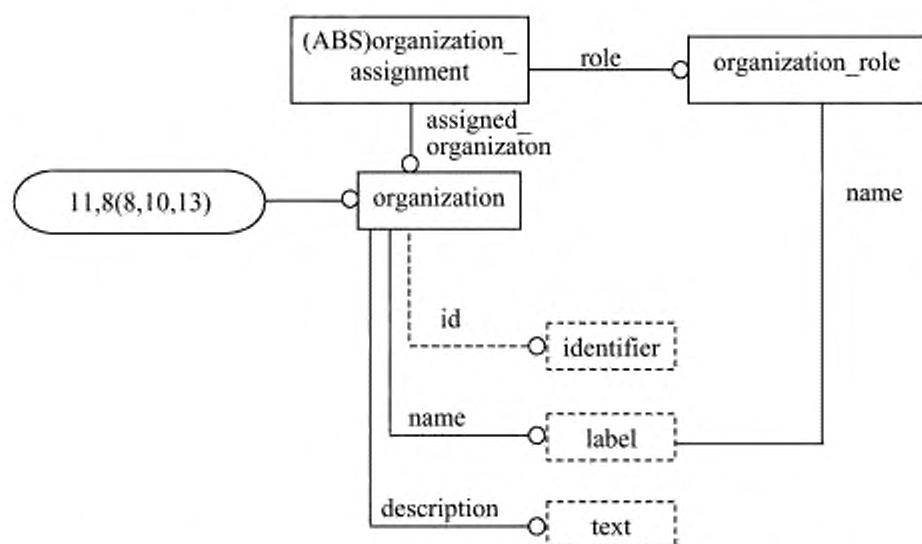 (ABS)organization_
assignment
role
organization_role
assigned_
organizaton
11,8(8,10,13)
organization
name
id
identifier
name
label
description
text